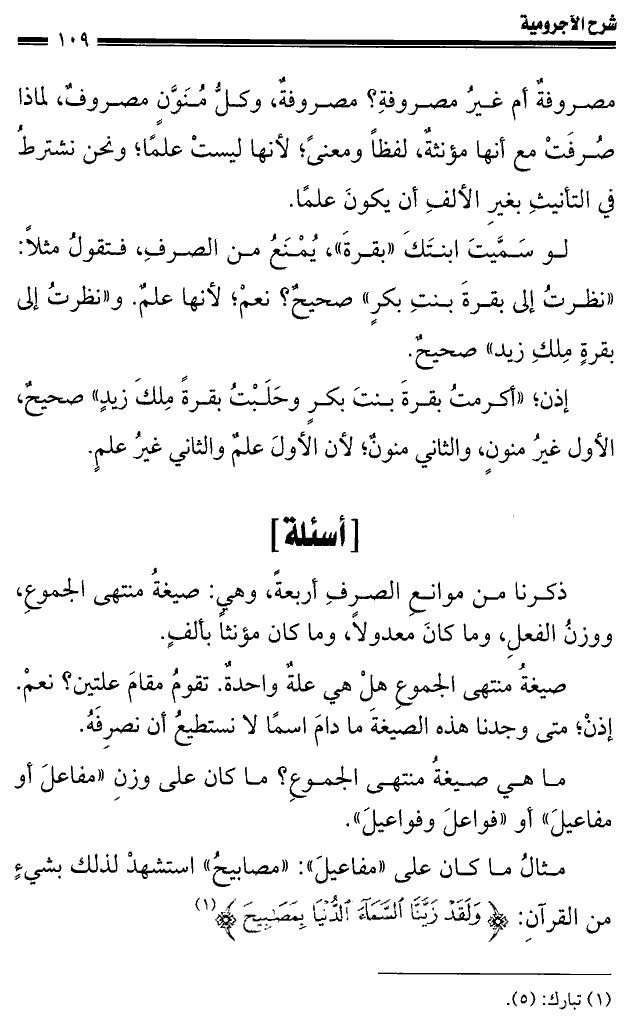 شرح الآجرومية
١٠٩
مصروفةٌ أم غيرُ مصروفةِ؟ مصروفةٌ، وكلُّ مُنَوَّنٍ مصروفٌ، لماذا
صُرفَتْ مع أنها مؤنثةٌ، لفظاً ومعنىً؛ لأنها ليستْ علمًا؛ ونحن نشترطُ
في التأنيثِ بغيرِ الألفِ أن يكونَ علمًا.
لو سَمَّيتَ ابنتَكَ «بقرةَ»، يُمْنَعُ من الصرفِ، فتقولُ مثلاً:
«نظرتُ إلى بقرةَ بنتِ بكرٍ» صحيحٌ؟ نعمْ؛ لأنها علمٌ. و«نظرتُ إلى
بقرةٍ مِلكِ زيد» صحيحٌ.
إذن؛ «أكرمتُ بقرةَ بنتَ بكرٍ وحَلَبْتُ بقرةً مِلكَ زيدٍ» صحيحٌ،
الأول غيرُ منونٍ، والثاني منونٌ؛ لأن الأولَ علمٌ والثاني غيرُ علمٍ.
[أسئلة]
ذكرنا من موانعِ الصرفِ أربعةً، وهي: صيغةُ منتهى الجموعِ،
ووزنُ الفعلِ، وما كانَ معدولاً، وما كان مؤنثاً بألفٍ.
صيغةُ منتهى الجموعِ هلْ هي علةٌ واحدةٌ. تقومُ مقامَ علتين؟ نعمْ.
إذنْ؛ متى وجدنا هذه الصيغةَ ما دامَ اسمًا لا نستطيعُ أن نصرفَهُ.
ما هي صيغةُ منتهى الجموعِ؟ ما كان على وزنِ «مفاعلَ أو
مفاعيلَ» أو «فواعلَ وفواعيلَ».
مثالُ ما كان على «مفاعيلَ»: «مصابيحُ» استشهدْ لذلك بشيءٍ
من القرآنِ: ﴿وَلَقَدْ زَيَّنَّا ٱلسَّمَآءَ ٱلدُّنْيَا بِمَصَٰبِيحَ﴾(١)
(١) تبارك: (٥).